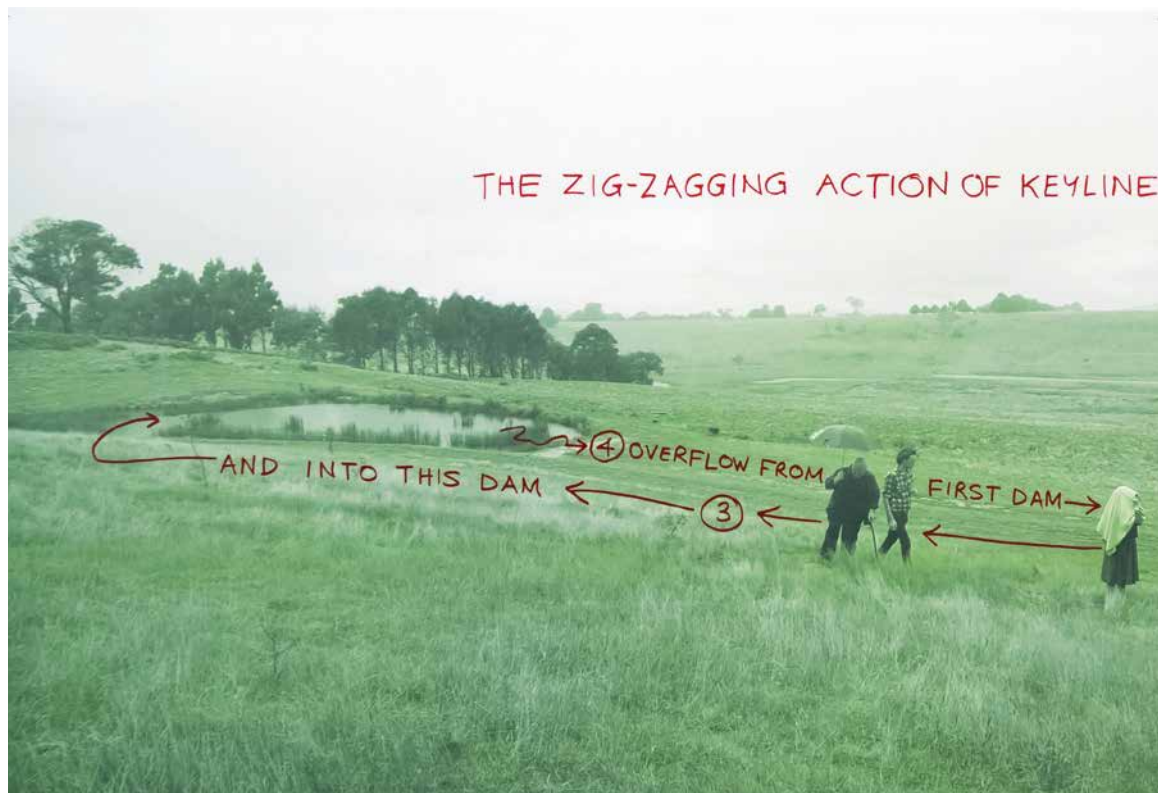 THE ZIG-ZAGGING ACTION OF KEYLINE
④ OVERFLOW FROM FIRST DAM
AND INTO THIS DAM
③